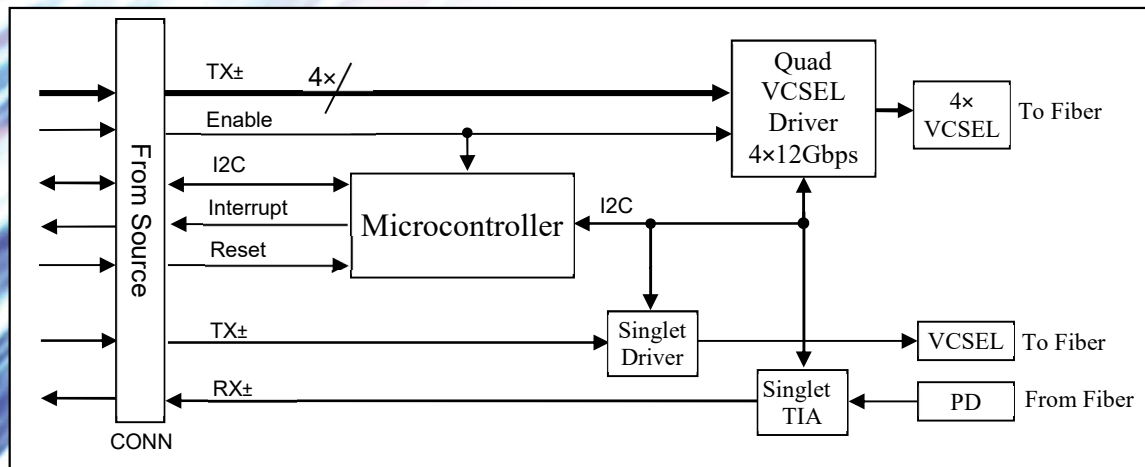 TX±
4×
Enable
I2C
Interrupt
Reset
TX±
RX±
From Source
CONN
Microcontroller
I2C
Quad
VCSEL
Driver
4×12Gbps
4×
VCSEL
To Fiber
Singlet
Driver
VCSEL
To Fiber
Singlet
TIA
PD
From Fiber